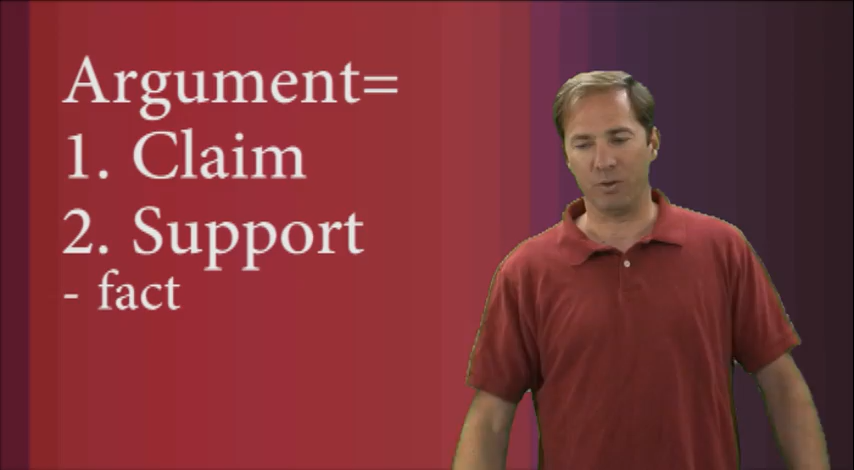 Argument=
1. Claim
2. Support
- fact